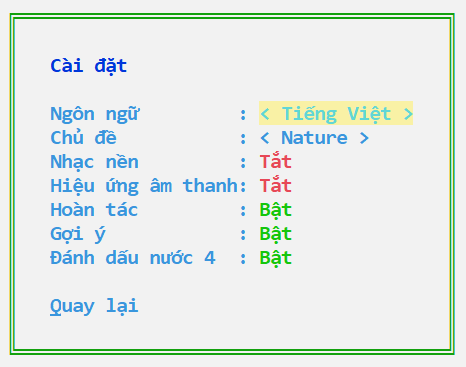 Cài đặt
Ngôn ngữ : < Tiếng Việt >
Chủ đề : < Nature >
Nhạc nền : Tắt
Hiệu ứng âm thanh: Tắt
Hoàn tác : Bật
Gợi ý : Bật
Đánh dấu nước 4 : Bật
Quay lại